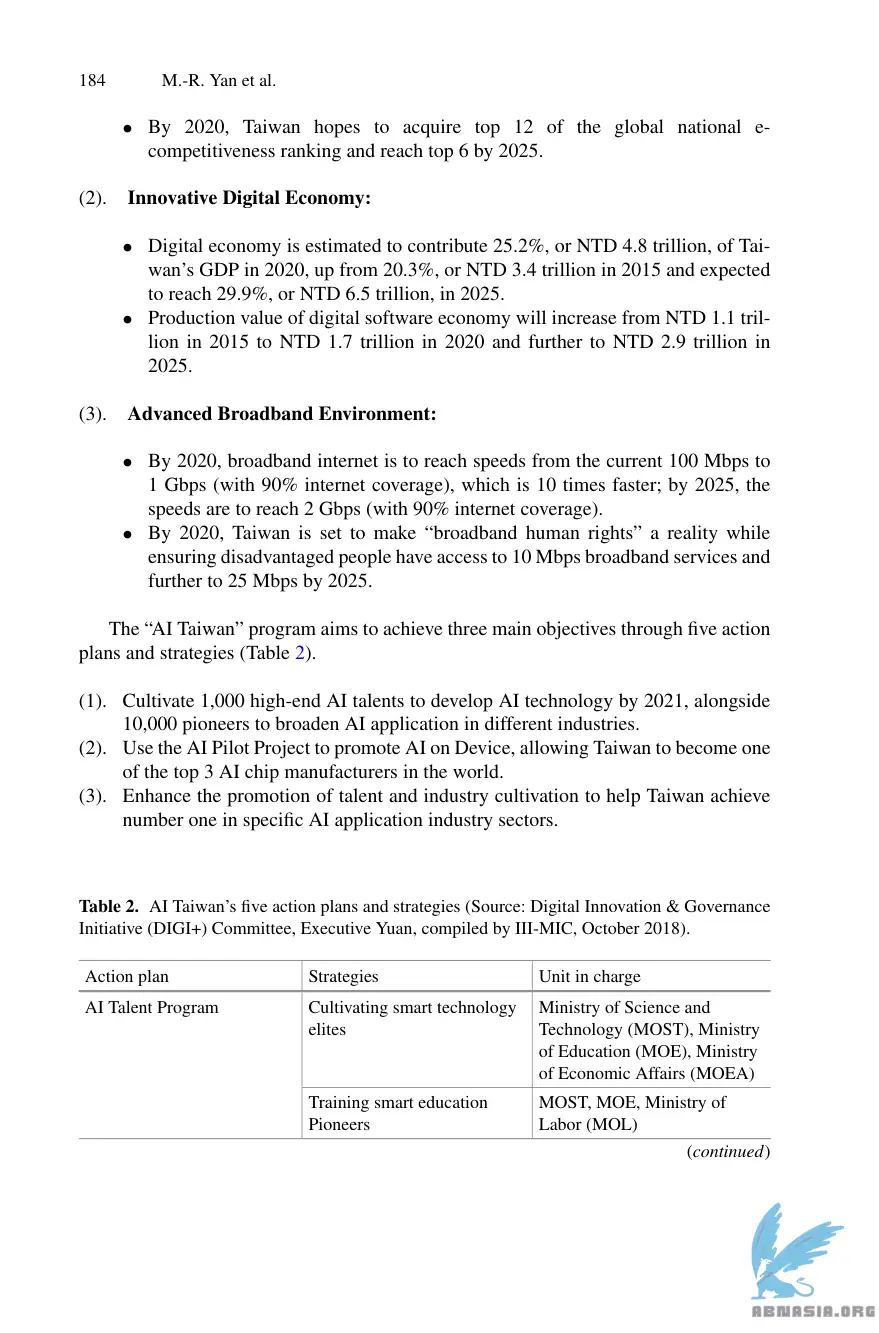 184 M.-R. Yan et al.
● By 2020, Taiwan hopes to acquire top 12 of the global national e-
competitiveness ranking and reach top 6 by 2025.
(2). Innovative Digital Economy:
● Digital economy is estimated to contribute 25.2%, or NTD 4.8 trillion, of Tai-
wan's GDP in 2020, up from 20.3%, or NTD 3.4 trillion in 2015 and expected
to reach 29.9%, or NTD 6.5 trillion, in 2025.
● Production value of digital software economy will increase from NTD 1.1 tril-
lion in 2015 to NTD 1.7 trillion in 2020 and further to NTD 2.9 trillion in
2025.
(3). Advanced Broadband Environment:
● By 2020, broadband internet is to reach speeds from the current 100 Mbps to
1 Gbps (with 90% internet coverage), which is 10 times faster; by 2025, the
speeds are to reach 2 Gbps (with 90% internet coverage).
● By 2020, Taiwan is set to make “broadband human rights” a reality while
ensuring disadvantaged people have access to 10 Mbps broadband services and
further to 25 Mbps by 2025.
The “AI Taiwan” program aims to achieve three main objectives through five action
plans and strategies (Table 2).
(1). Cultivate 1,000 high-end AI talents to develop AI technology by 2021, alongside
10,000 pioneers to broaden AI application in different industries.
(2). Use the AI Pilot Project to promote AI on Device, allowing Taiwan to become one
of the top 3 AI chip manufacturers in the world.
(3). Enhance the promotion of talent and industry cultivation to help Taiwan achieve
number one in specific AI application industry sectors.
Table 2. AI Taiwan's five action plans and strategies (Source: Digital Innovation & Governance
Initiative (DIGI+) Committee, Executive Yuan, compiled by III-MIC, October 2018).
Action plan Strategies Unit in charge
AI Talent Program Cultivating smart technology Ministry of Science and
elites Technology (MOST), Ministry
of Education (MOE), Ministry
of Economic Affairs (MOEA)
Training smart education MOST, MOE, Ministry of
Pioneers Labor (MOL)
(continued)
ABNASIA.ORG